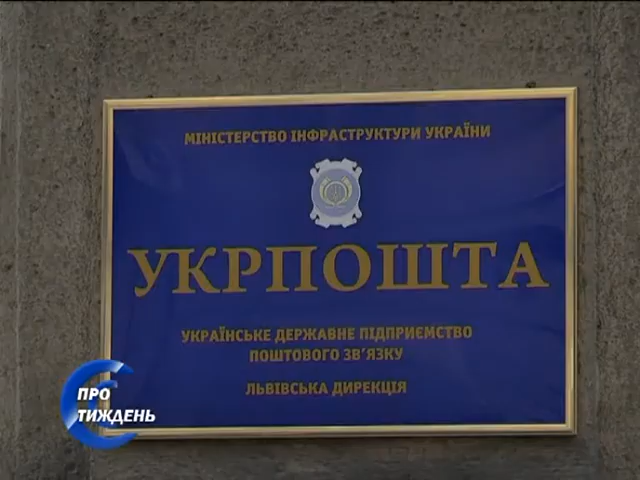 МІНІСТЕРСТВО ІНФРАСТРУКТУРИ УКРАЇНИ
УКРПОШТА
УКРАЇНСЬКЕ ДЕРЖАВНЕ ПІДПРИЄМСТВО
ПОШТОВОГО ЗВ'ЯЗКУ
ЛЬВІВСЬКА ДИРЕКЦІЯ
ПРО
ТИЖДЕНЬ